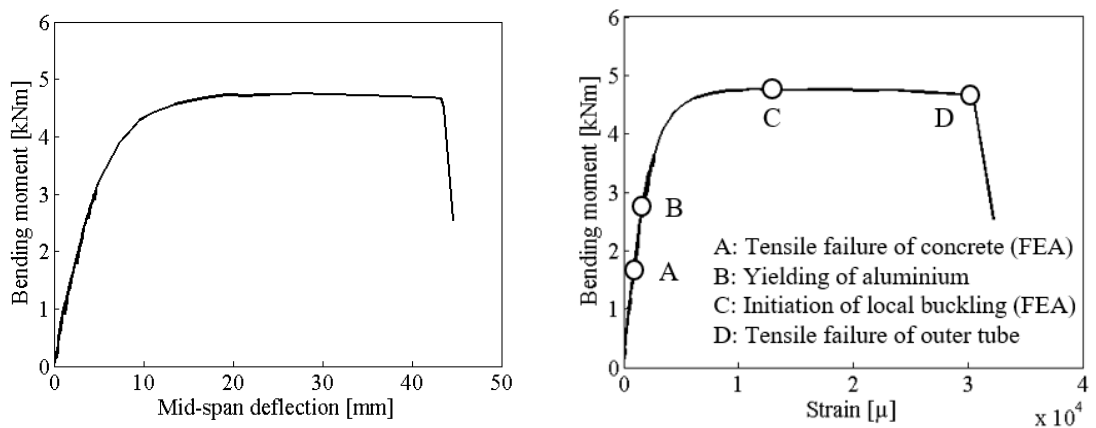 6
5
4
3
2
1
0
Bending moment [kNm]
0 10 20 30 40 50
Mid-span deflection [mm]
6
5
4
3
2
1
0
Bending moment [kNm]
C
D
B
A
A: Tensile failure of concrete (FEA)
B: Yielding of aluminium
C: Initiation of local buckling (FEA)
D: Tensile failure of outer tube
0 1 2 3 4
Strain [µ]
x 10⁴